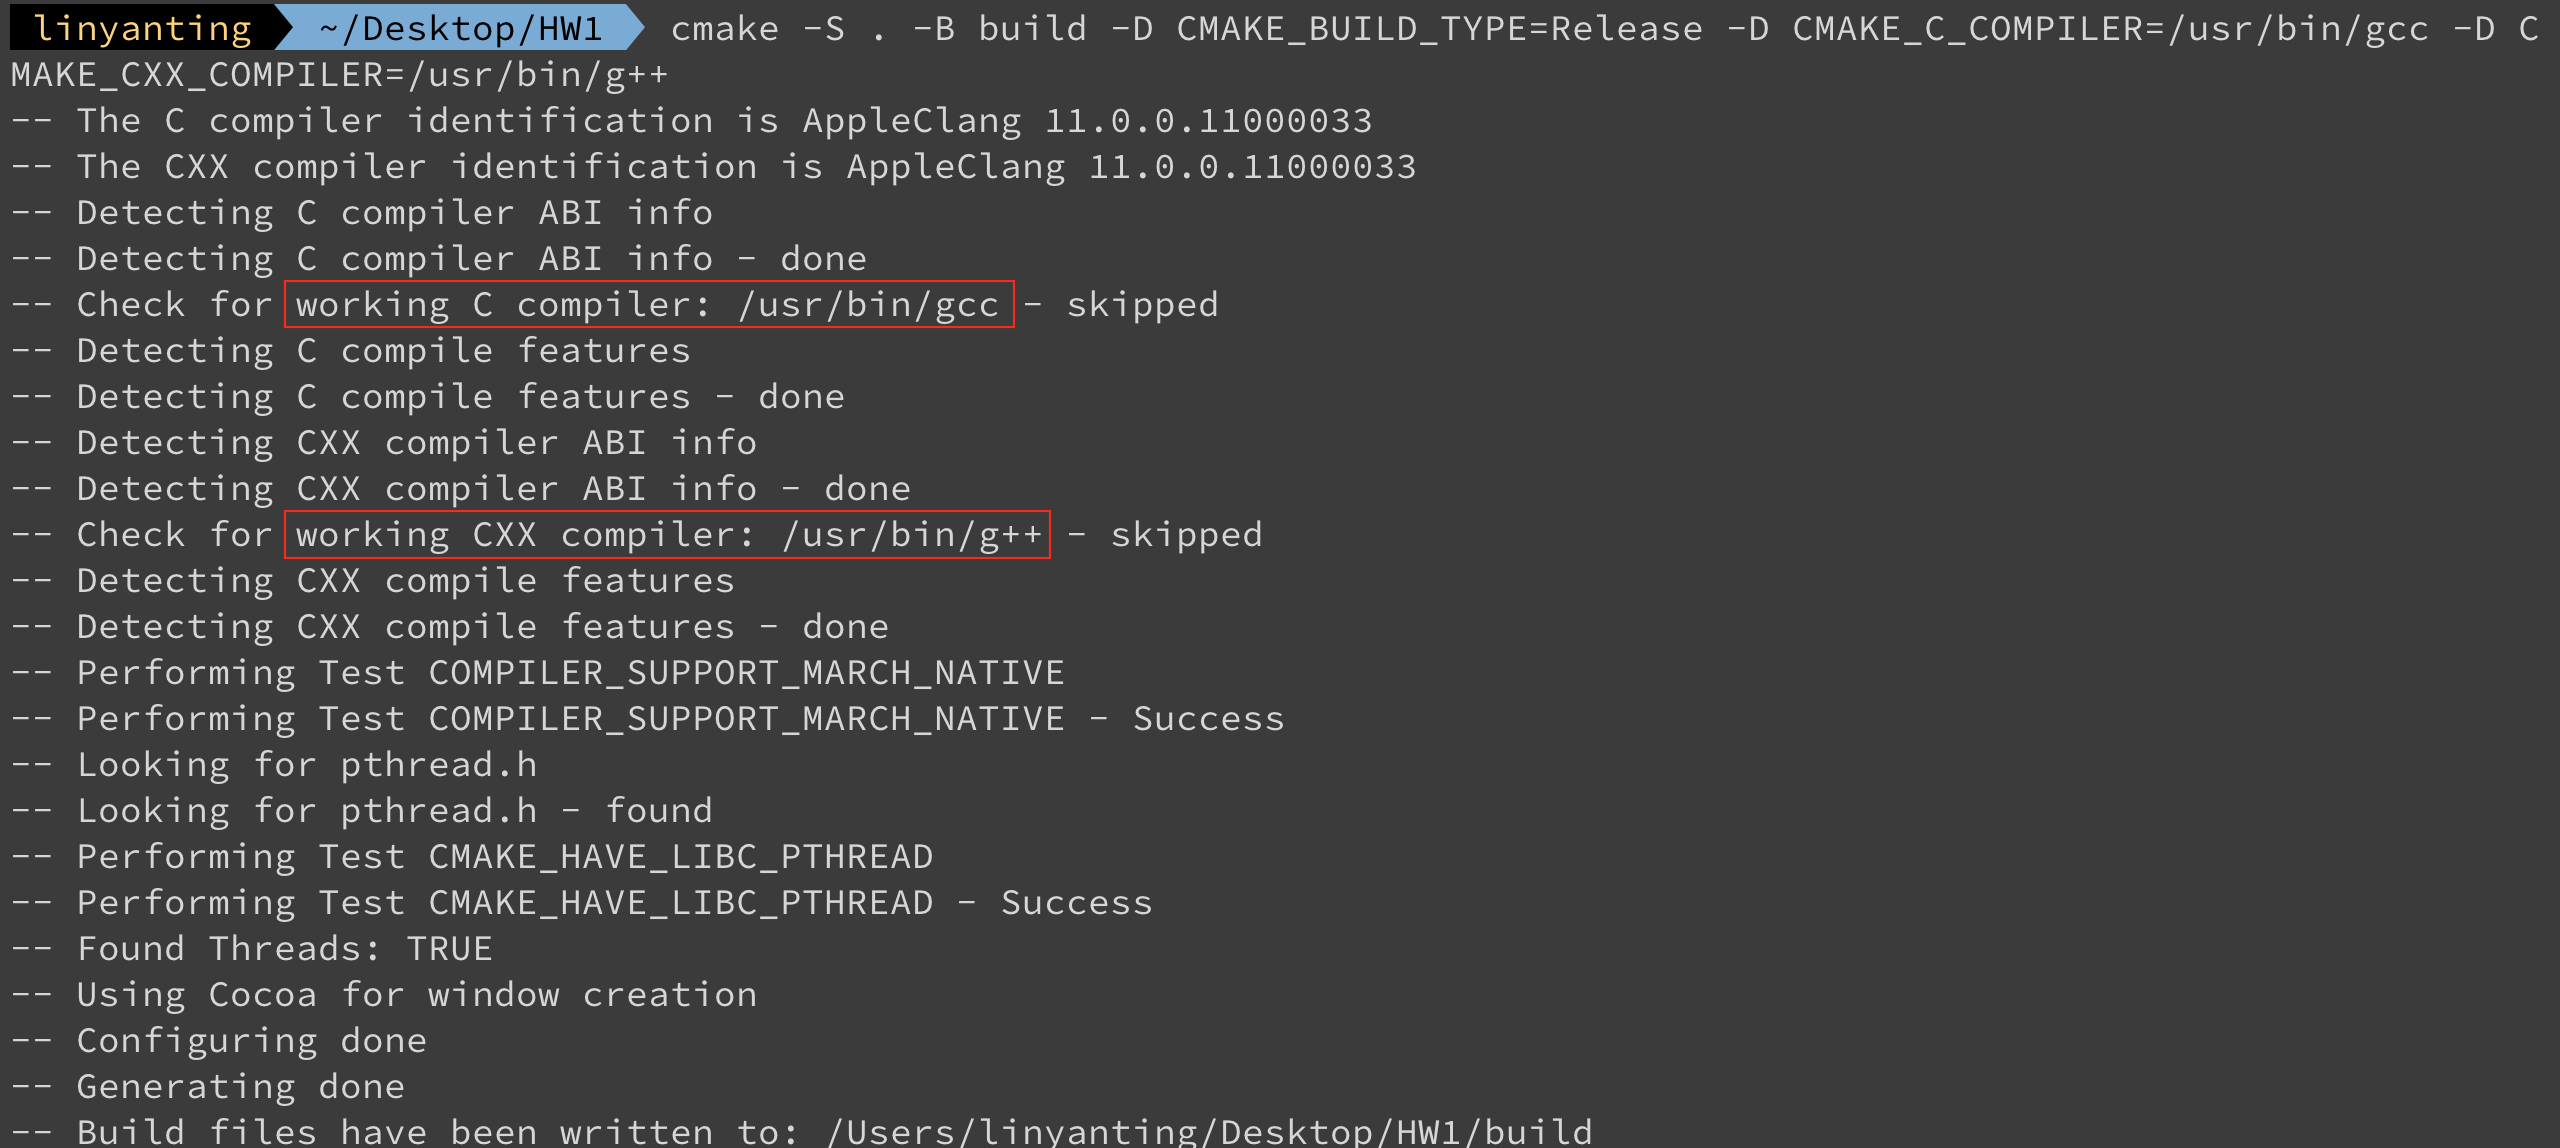 linyanting ~/Desktop/HW1 cmake -S . -B build -D CMAKE_BUILD_TYPE=Release -D CMAKE_C_COMPILER=/usr/bin/gcc -D C
MAKE_CXX_COMPILER=/usr/bin/g++
-- The C compiler identification is AppleClang 11.0.0.11000033
-- The CXX compiler identification is AppleClang 11.0.0.11000033
-- Detecting C compiler ABI info
-- Detecting C compiler ABI info - done
-- Check for working C compiler: /usr/bin/gcc - skipped
-- Detecting C compile features
-- Detecting C compile features - done
-- Detecting CXX compiler ABI info
-- Detecting CXX compiler ABI info - done
-- Check for working CXX compiler: /usr/bin/g++ - skipped
-- Detecting CXX compile features
-- Detecting CXX compile features - done
-- Performing Test COMPILER_SUPPORT_MARCH_NATIVE
-- Performing Test COMPILER_SUPPORT_MARCH_NATIVE - Success
-- Looking for pthread.h
-- Looking for pthread.h - found
-- Performing Test CMAKE_HAVE_LIBC_PTHREAD
-- Performing Test CMAKE_HAVE_LIBC_PTHREAD - Success
-- Found Threads: TRUE
-- Using Cocoa for window creation
-- Configuring done
-- Generating done
-- Build files have been written to: /Users/linyanting/Desktop/HW1/build